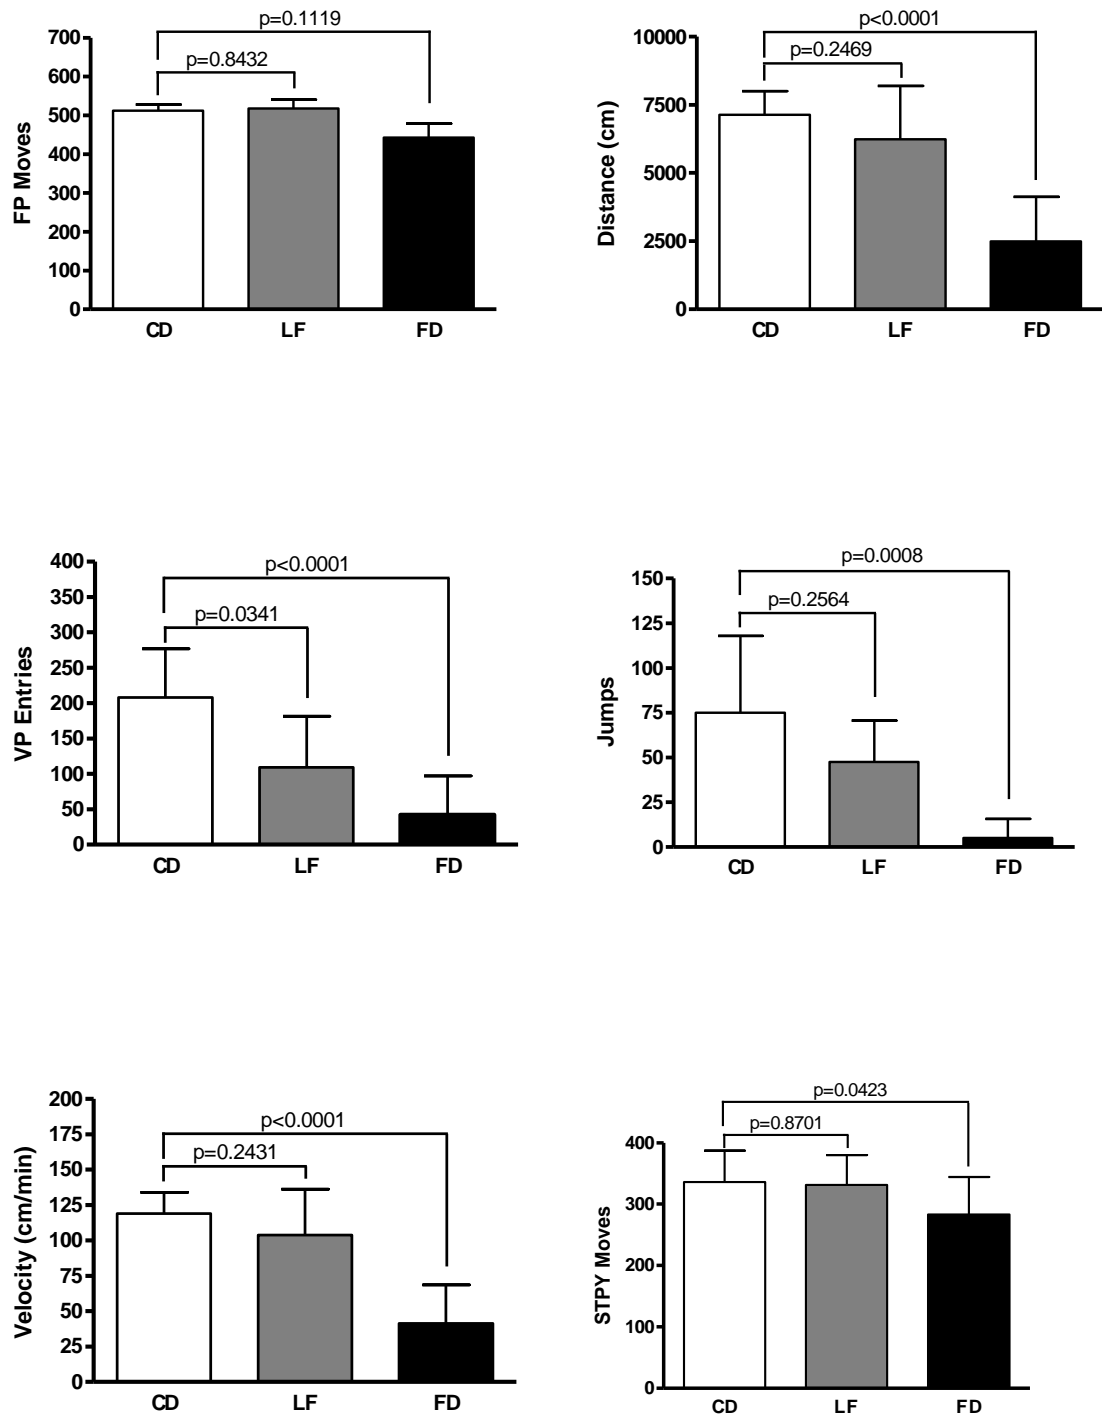 p=0.1119
p=0.8432
FP Moves
700
600
500
400
300
200
100
0
CD LF FD
p<0.0001
p=0.2469
Distance (cm)
10000
7500
5000
2500
0
CD LF FD
p<0.0001
p=0.0341
VP Entries
400
350
300
250
200
150
100
50
0
CD LF FD
p=0.0008
p=0.2564
Jumps
150
125
100
75
50
25
0
CD LF FD
p<0.0001
p=0.2431
Velocity (cm/min)
200
175
150
125
100
75
50
25
0
CD LF FD
p=0.0423
p=0.8701
STPY Moves
400
300
200
100
0
CD LF FD